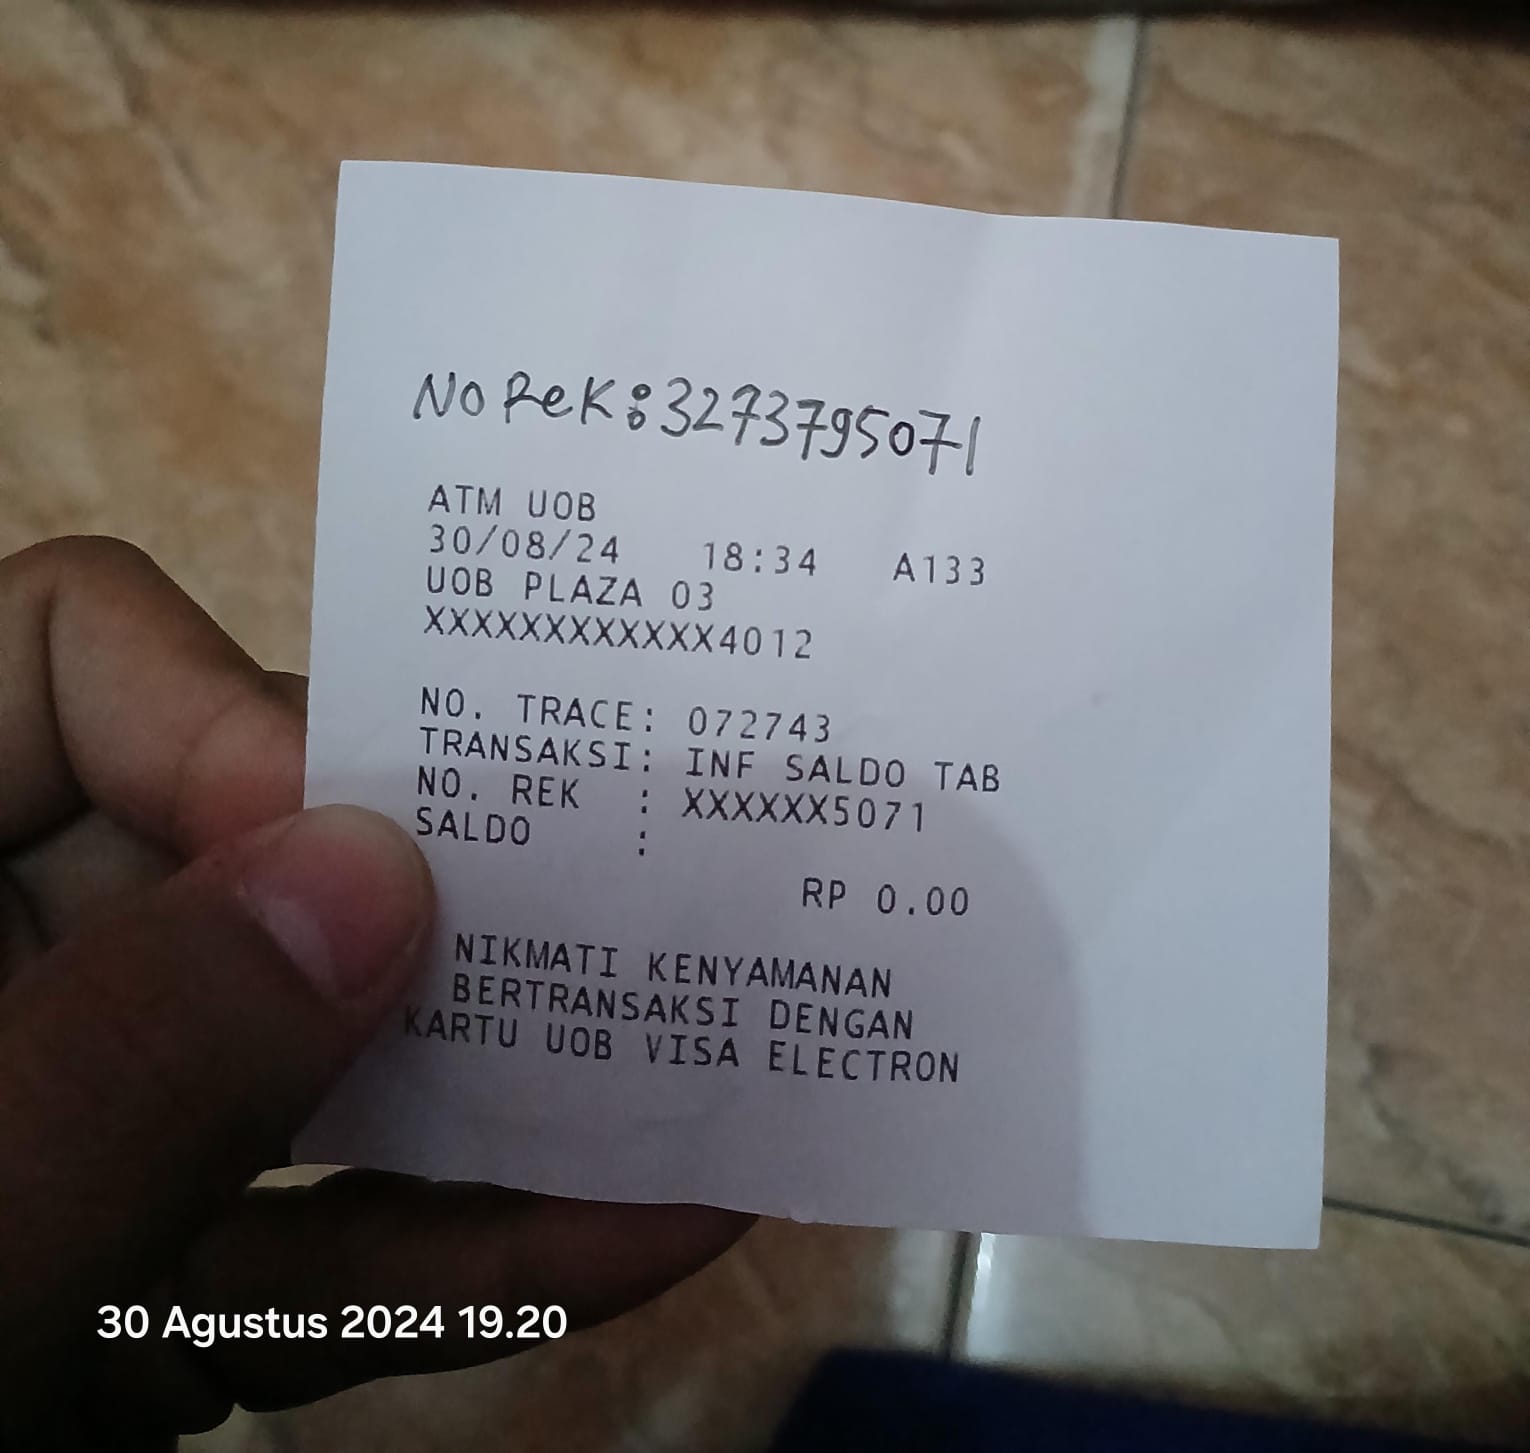 No Rek: 3273795071
ATM UOB
30/08/24 18:34 A133
UOB PLAZA 03
XXXXXXXXXXXX4012
NO. TRACE: 072743
TRANSAKSI: INF SALDO TAB
NO. REK : XXXXXX5071
SALDO :
RP 0.00
NIKMATI KENYAMANAN
BERTRANSAKSI DENGAN
KARTU UOB VISA ELECTRON
30 Agustus 2024 19.20